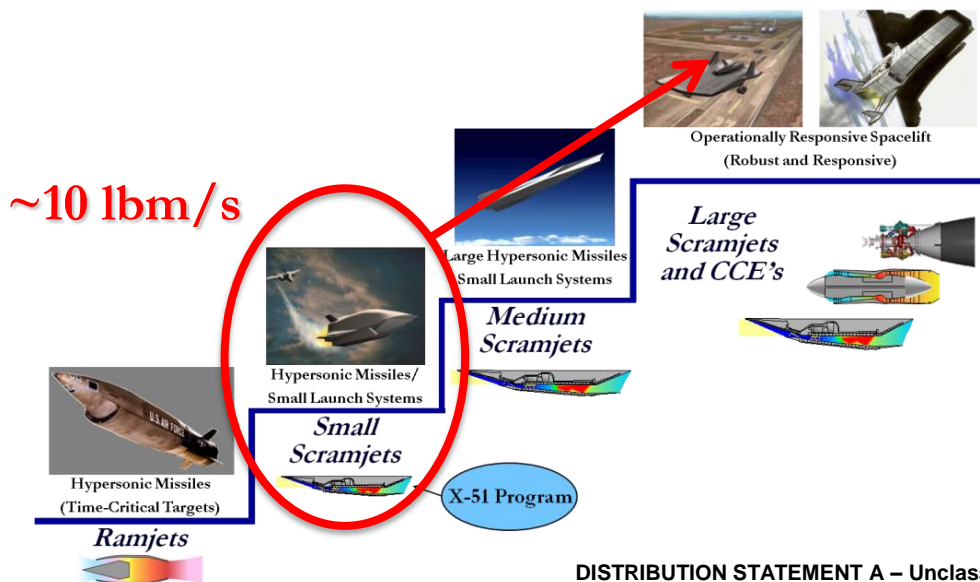 Operationally Responsive Spacelift
(Robust and Responsive)
~10 lbm/s
Large Hypersonic Missiles
Small Launch Systems
Large
Scramjets
and CCE's
Hypersonic Missiles/
Small Launch Systems
Medium
Scramjets
U.S. AIR FORCE
Hypersonic Missiles
(Time-Critical Targets)
Small
Scramjets
X-51 Program
Ramjets
DISTRIBUTION STATEMENT A – Unclas